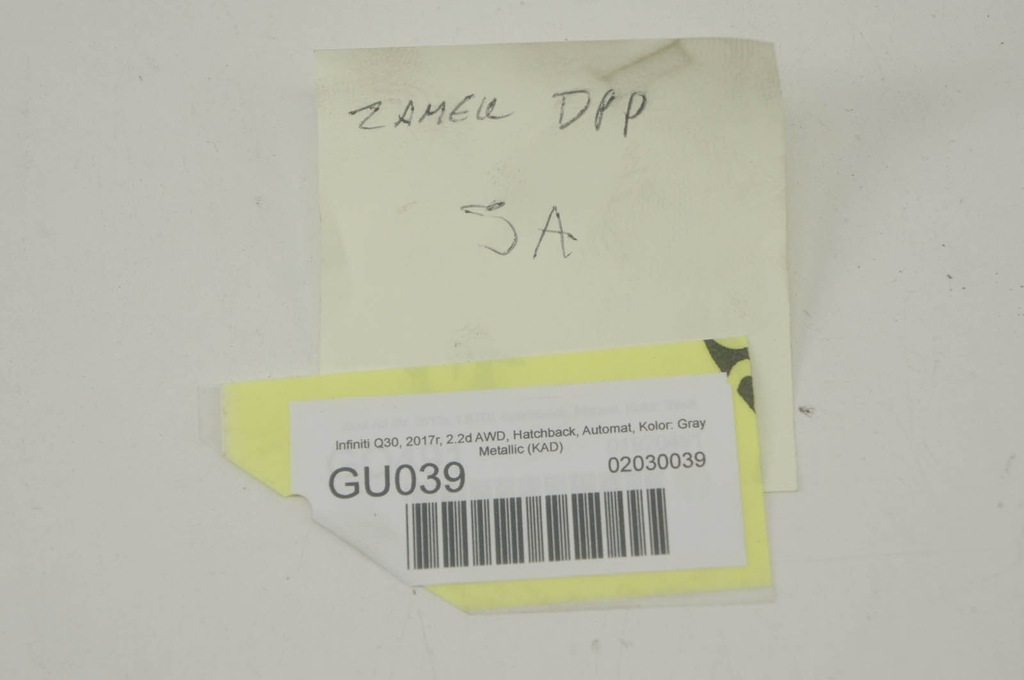 ZAMEK DPP
5A
Infiniti Q30, 2017r, 2.2d AWD, Hatchback, Automat, Kolor: Gray
Metallic (KAD)
GU039
02030039